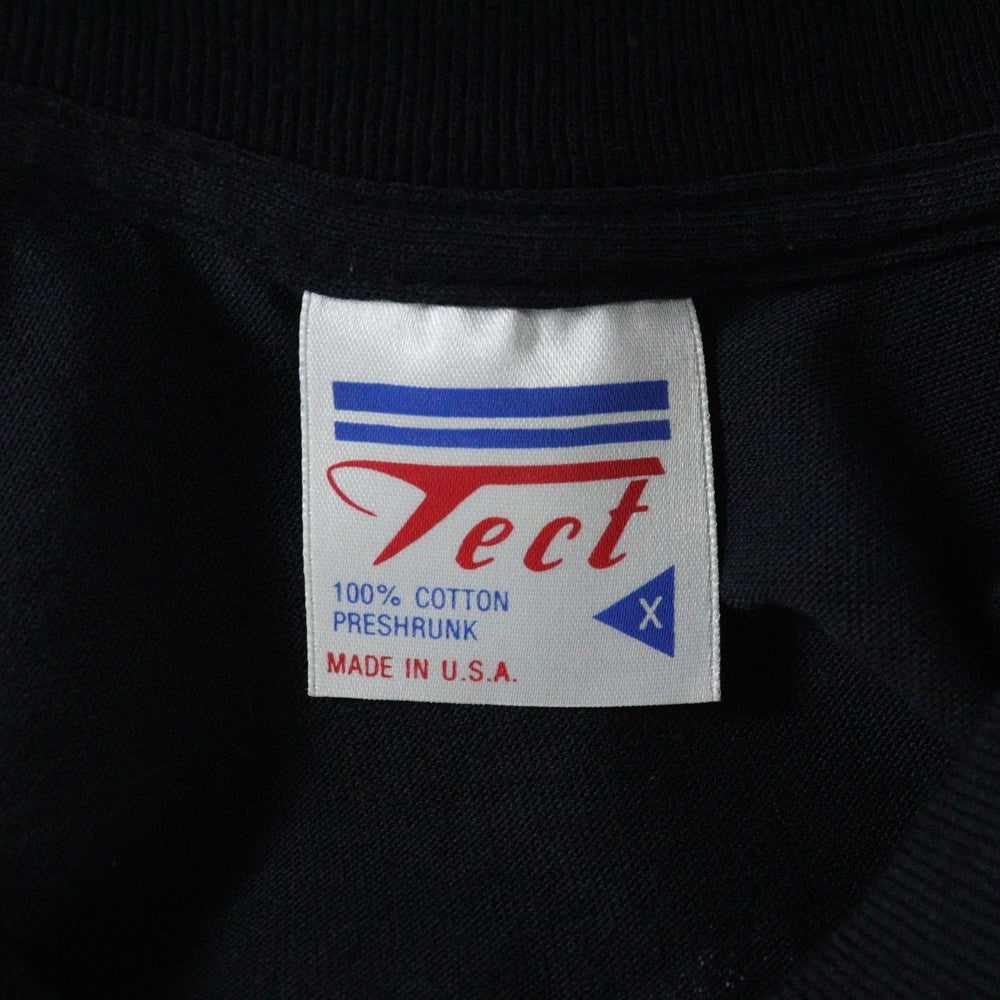 Tect
100% COTTON
PRESHRUNK
X
MADE IN U.S.A.